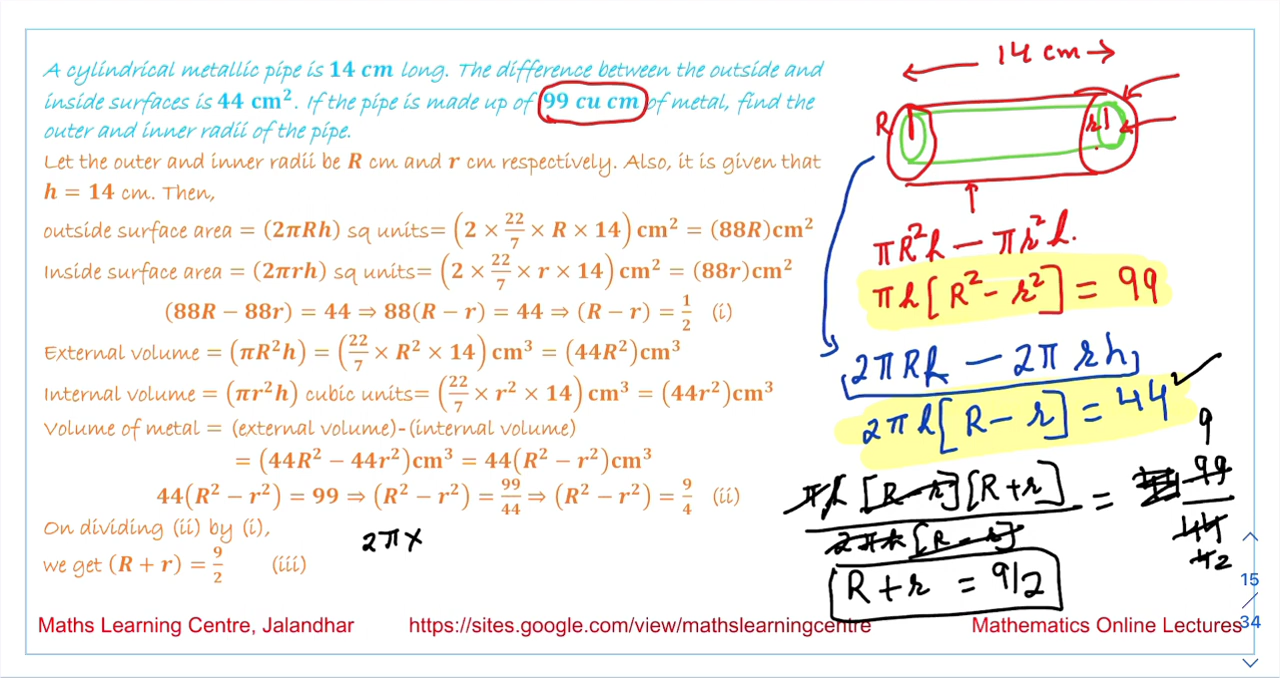 A cylindrical metallic pipe is 14 cm long. The difference between the outside and
inside surfaces is 44 cm². If the pipe is made up of 99 cu cm of metal, find the
outer and inner radii of the pipe.
Let the outer and inner radii be R cm and r cm respectively. Also, it is given that
h = 14 cm. Then,
outside surface area = (2πRh) sq units= (2 × 22/7 × R × 14) cm² = (88R)cm²
Inside surface area = (2πrh) sq units= (2 × 22/7 × r × 14) cm² = (88r)cm²
(88R − 88r) = 44 ⇒ 88(R − r) = 44 ⇒ (R − r) = 1/2 (i)
External volume = (πR²h) = (22/7 × R² × 14) cm³ = (44R²)cm³
Internal volume = (πr²h) cubic units= (22/7 × r² × 14) cm³ = (44r²)cm³
Volume of metal = (external volume)-(internal volume)
= (44R² − 44r²)cm³ = 44(R² − r²)cm³
44(R² − r²) = 99 ⇒ (R² − r²) = 99/44 ⇒ (R² − r²) = 9/4 (ii)
On dividing (ii) by (i),
we get (R + r) = 9/2 (iii)
2π×
14 cm
R r
πR²h − πr²h.
πh[R² − r²] = 99
2πRh − 2πrh
2πh[R − r] = 44
πh[R − r][R + r] / 2πh[R − r] = 99/44
9
2
2
R + r = 9/2
Maths Learning Centre, Jalandhar https://sites.google.com/view/mathslearningcentre Mathematics Online Lectures
15
/
34